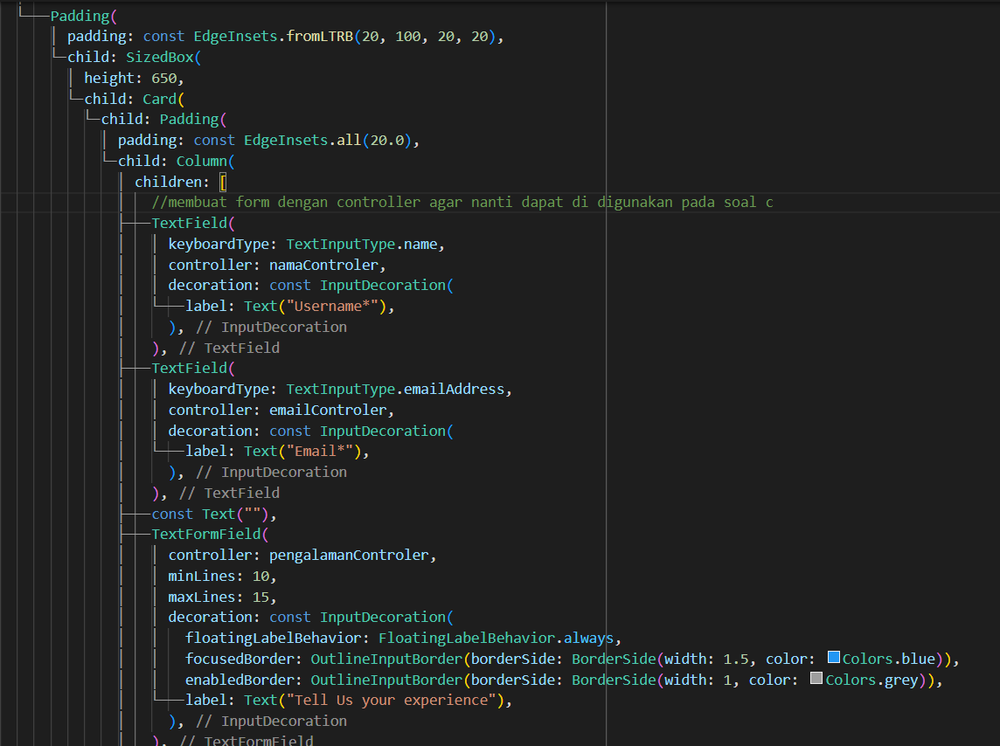 Padding(
padding: const EdgeInsets.fromLTRB(20, 100, 20, 20),
child: SizedBox(
height: 650,
child: Card(
child: Padding(
padding: const EdgeInsets.all(20.0),
child: Column(
children: [
//membuat form dengan controller agar nanti dapat di digunakan pada soal c
TextField(
keyboardType: TextInputType.name,
controller: namaControler,
decoration: const InputDecoration(
label: Text("Username*"),
), // InputDecoration
), // TextField
TextField(
keyboardType: TextInputType.emailAddress,
controller: emailControler,
decoration: const InputDecoration(
label: Text("Email*"),
), // InputDecoration
), // TextField
const Text(""),
TextFormField(
controller: pengalamanControler,
minLines: 10,
maxLines: 15,
decoration: const InputDecoration(
floatingLabelBehavior: FloatingLabelBehavior.always,
focusedBorder: OutlineInputBorder(borderSide: BorderSide(width: 1.5, color: Colors.blue)),
enabledBorder: OutlineInputBorder(borderSide: BorderSide(width: 1, color: Colors.grey)),
label: Text("Tell Us your experience"),
), // InputDecoration
), // TextFormField